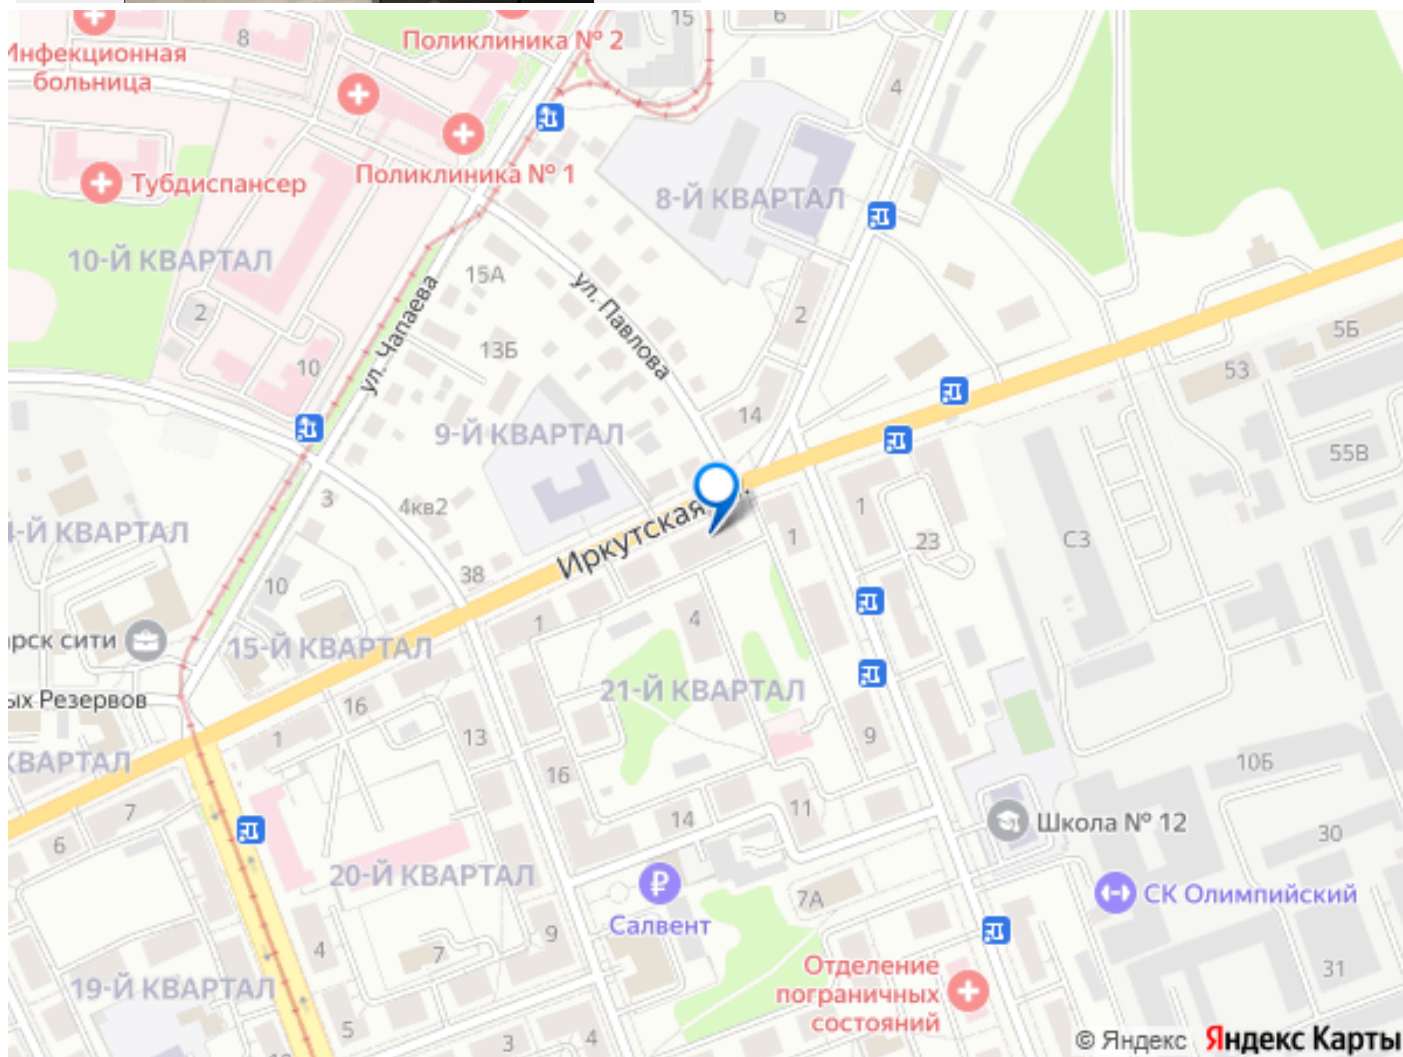 15
6
8
Поликлиника № 2
Инфекционная
больница
4
Поликлиника № 1
Тубдиспансер
8-Й КВАРТАЛ
10-Й КВАРТАЛ
15А
ул. Павлова
ул. Чапаева
2
2
5Б
13Б
10
53
14
9-Й КВАРТАЛ
55В
3
4кв2
1
Иркутская
-Й КВАРТАЛ
1
23
С3
38
10
1
4
рск сити
15-Й КВАРТАЛ
21-Й КВАРТАЛ
ых Резервов
16
1
13
9
КВАРТАЛ
10Б
16
7
11
14
Школа № 12
30
6
20-Й КВАРТАЛ
7А
СК Олимпийский
Салвент
9
4
7
Отделение
пограничных
состояний
31
19-Й КВАРТАЛ
5
3
4
© Яндекс Яндекс Карты